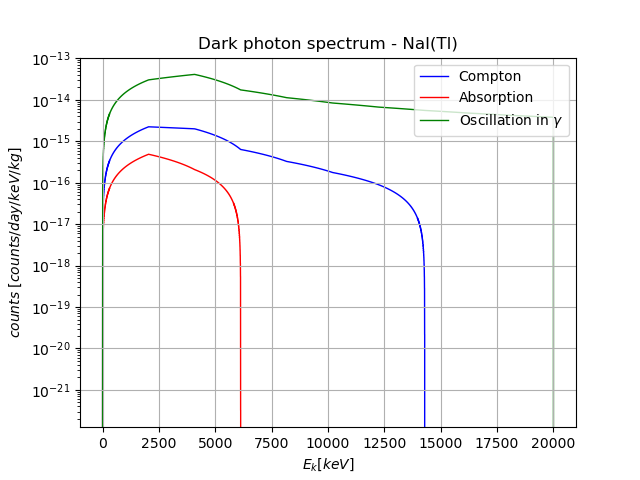 Dark photon spectrum - NaI(Tl)
Compton
Absorption
Oscillation in γ
10⁻¹³
10⁻¹⁴
10⁻¹⁵
10⁻¹⁶
10⁻¹⁷
10⁻¹⁸
10⁻¹⁹
10⁻²⁰
10⁻²¹
counts [counts/day/keV/kg]
0 2500 5000 7500 10000 12500 15000 17500 20000
Eₖ[keV]